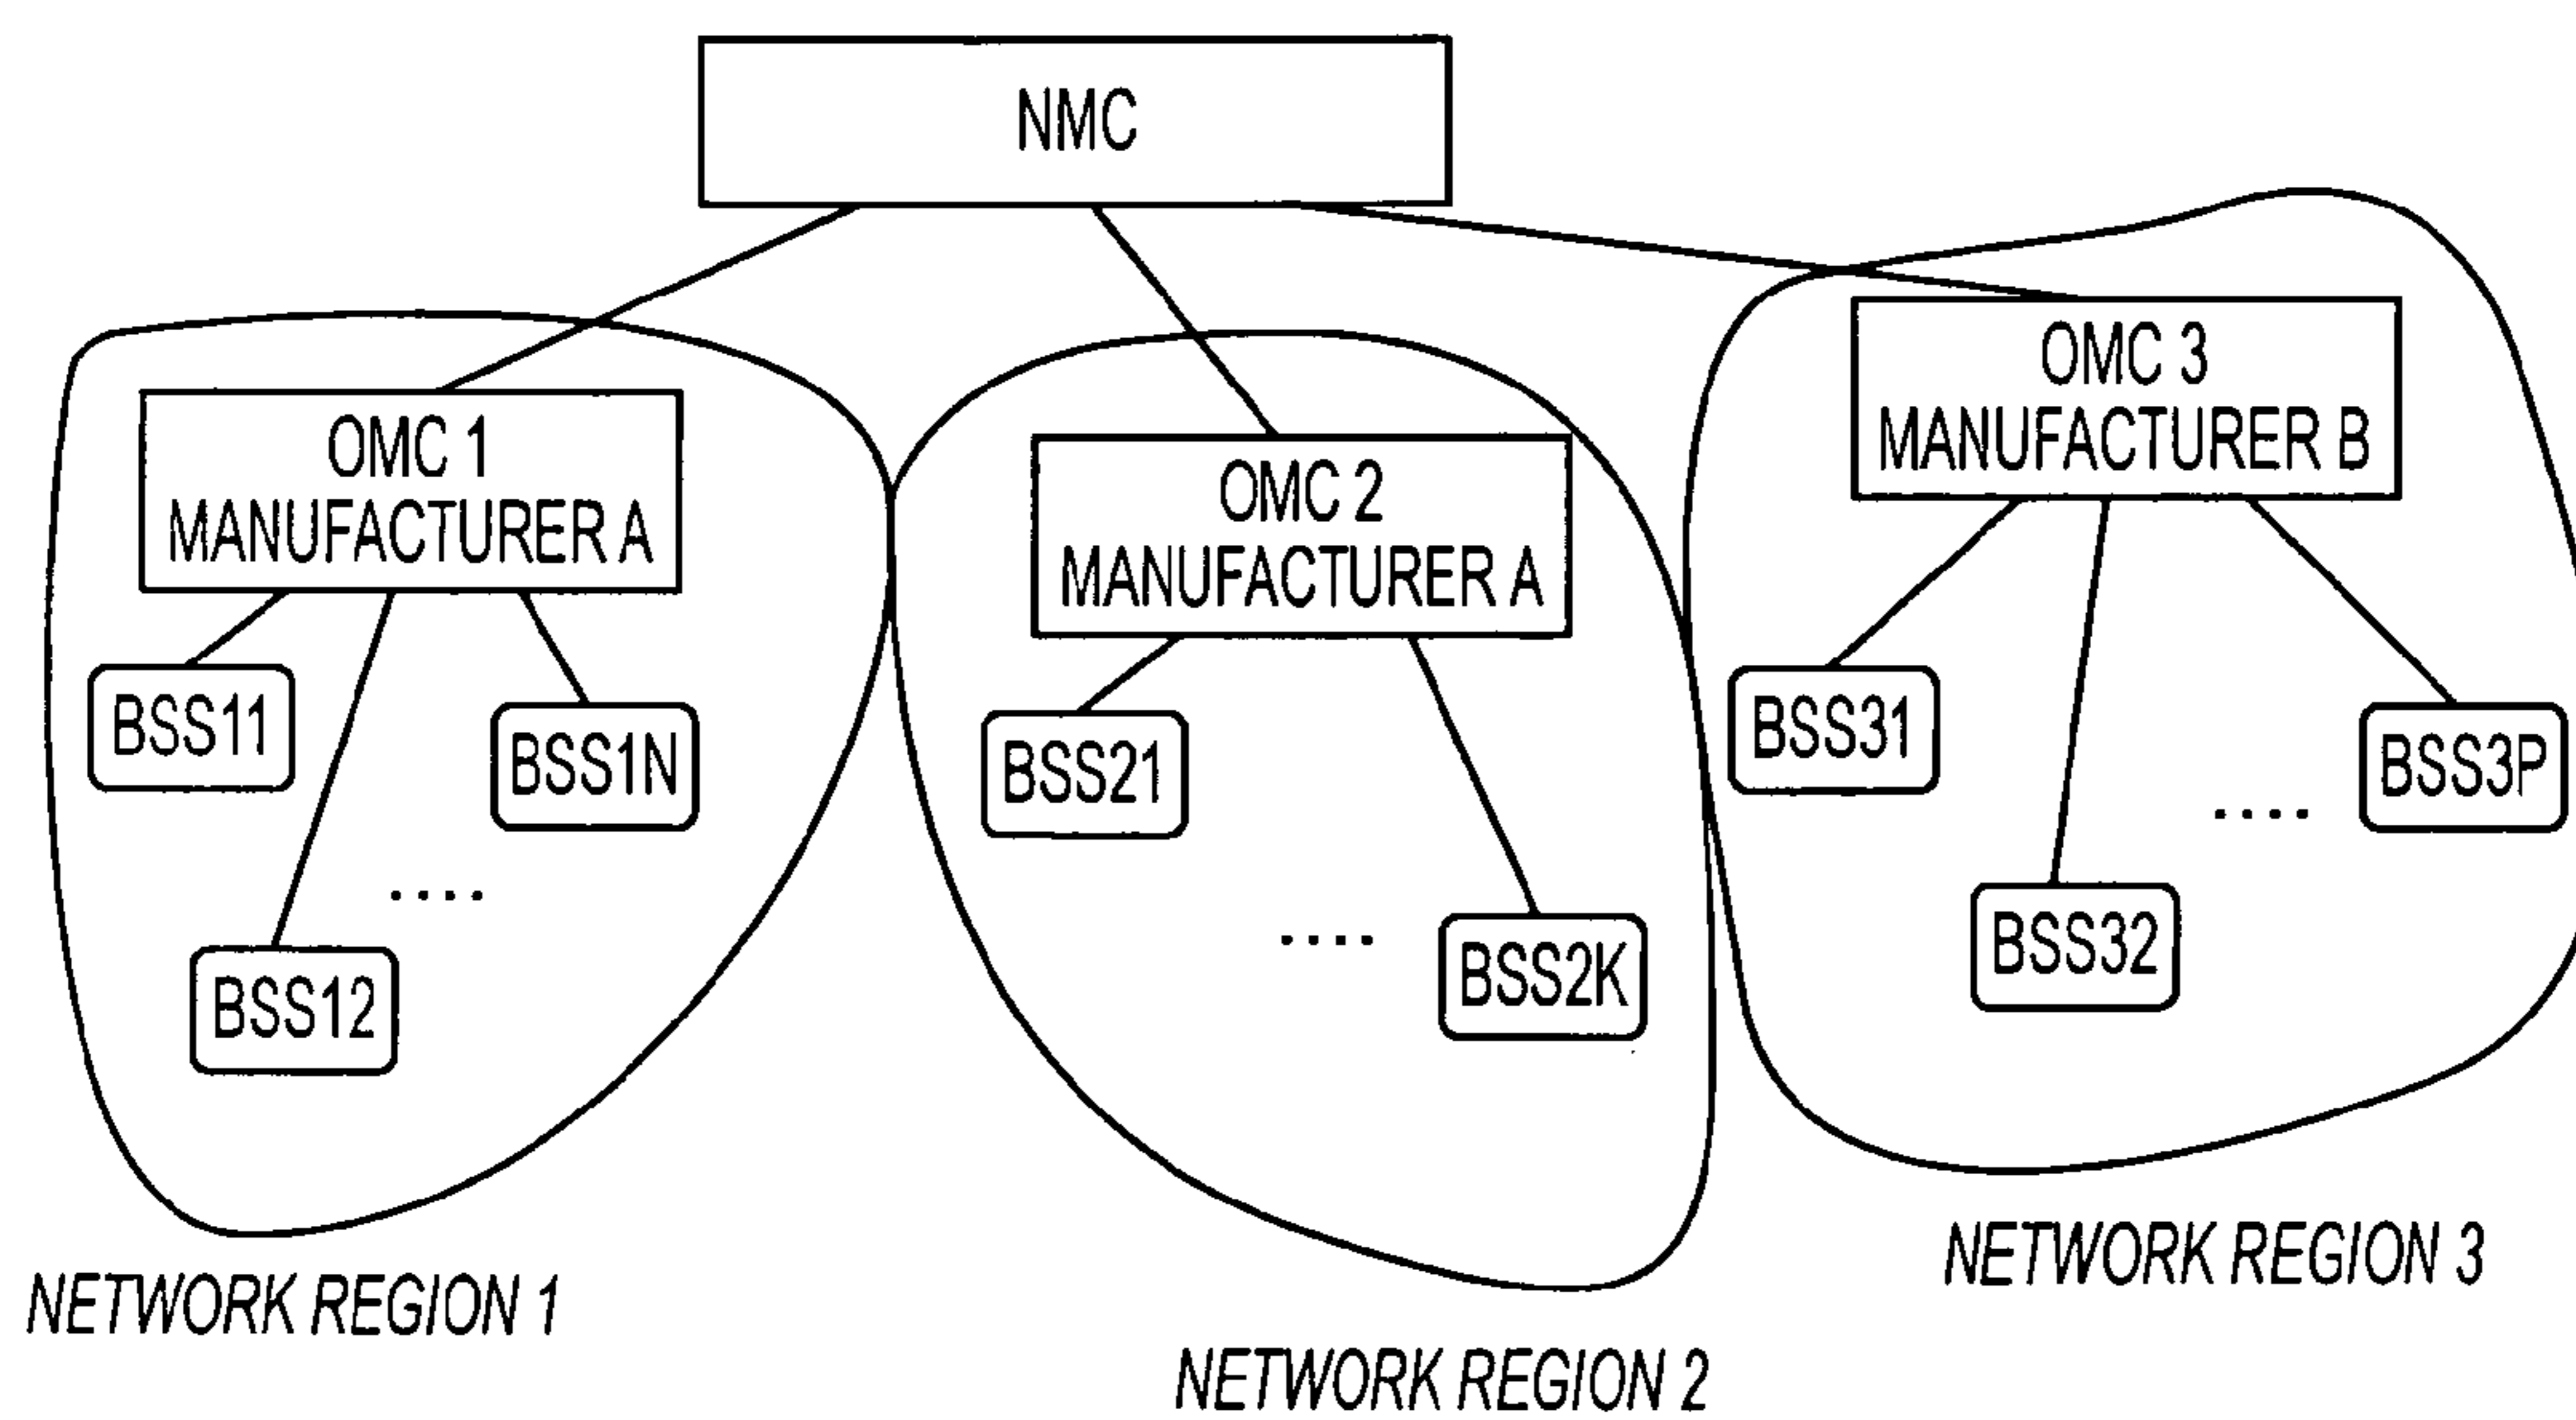 NMC
OMC 1
MANUFACTURER A
BSS11
BSS12
....
BSS1N
NETWORK REGION 1
OMC 2
MANUFACTURER A
BSS21
....
BSS2K
NETWORK REGION 2
OMC 3
MANUFACTURER B
BSS31
BSS32
....
BSS3P
NETWORK REGION 3